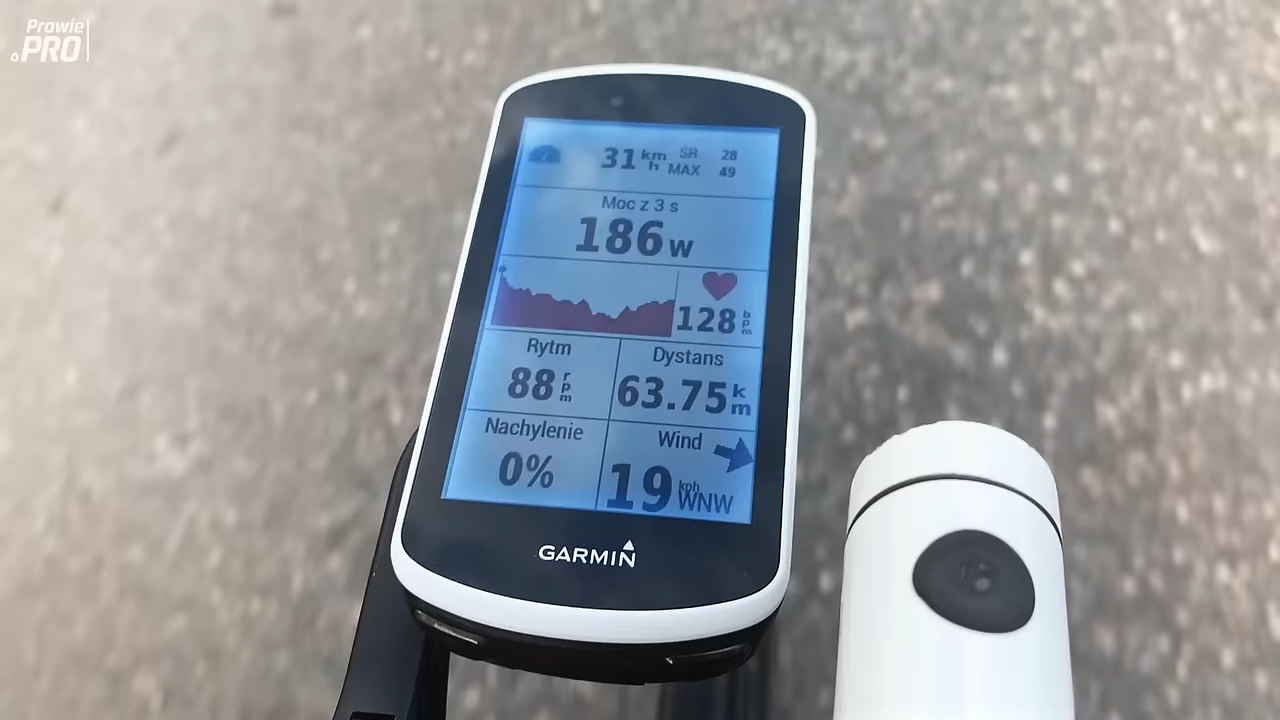 Prawie
.PRO
31 km/h ŚR. 28
MAX 49
Moc z 3 s
186 w
128 bpm
Rytm
88 rpm
Dystans
63.75 km
Nachylenie
0%
Wind
19 kph WNW
GARMIN